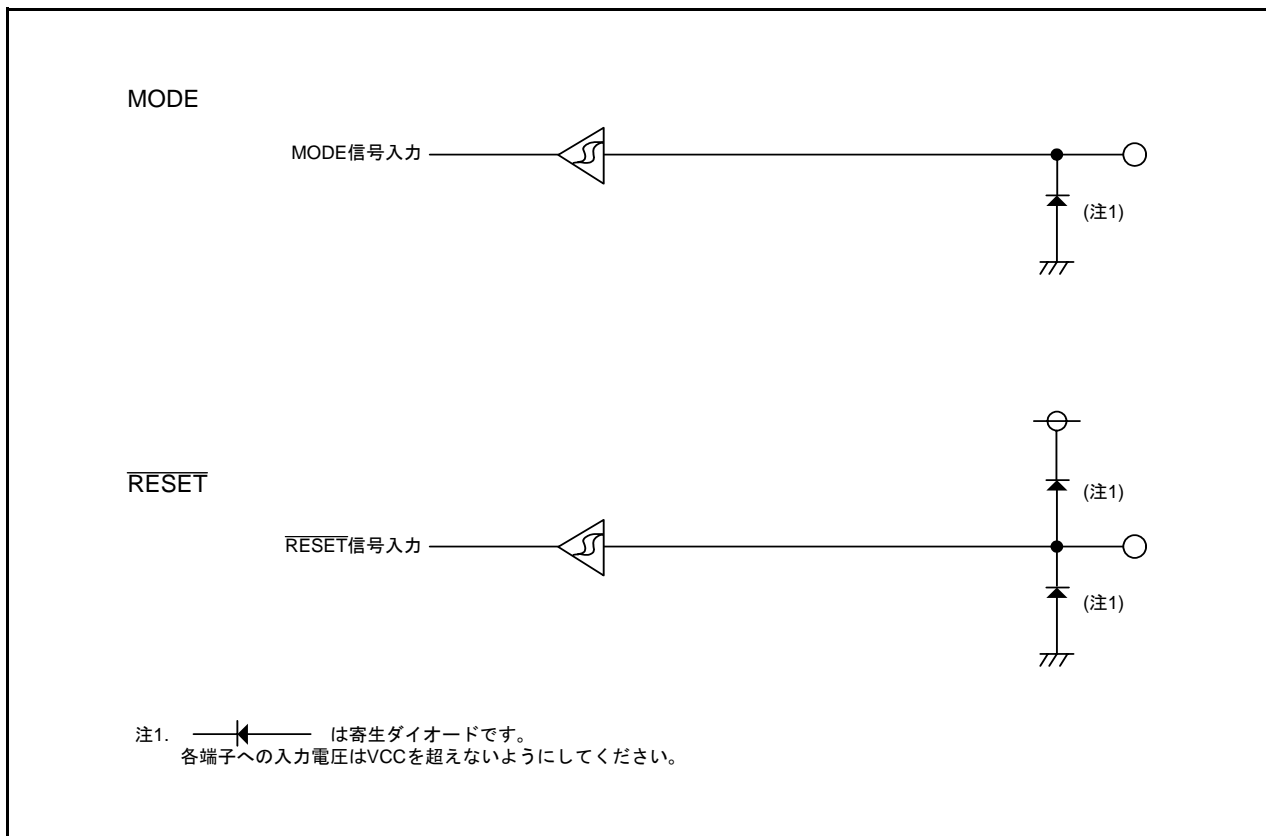 MODE
MODE信号入力
(注1)
(注1)
RESET
RESET信号入力
(注1)
注1. は寄生ダイオードです。
各端子への入力電圧はVCCを超えないようにしてください。